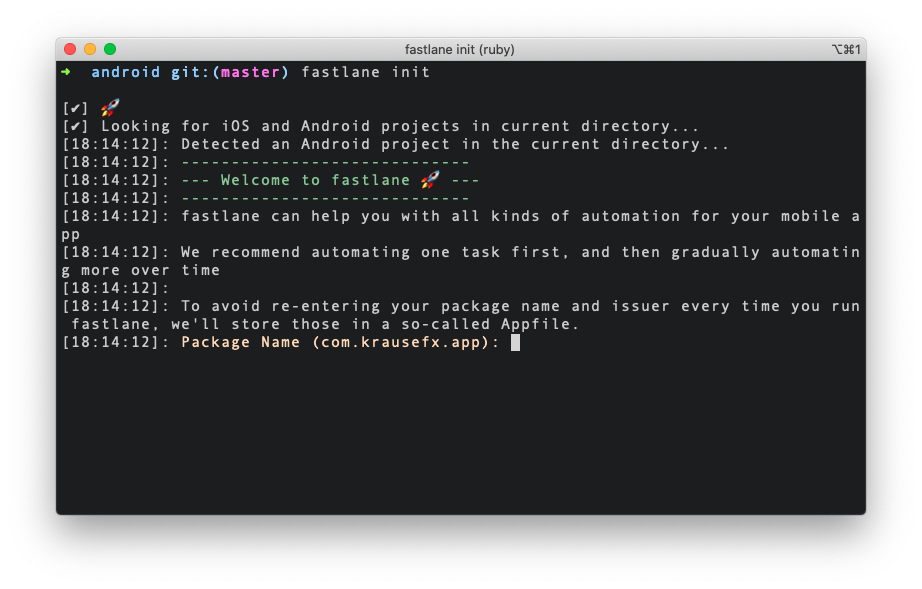 fastlane init (ruby)
⌥⌘1
➜  android git:(master) fastlane init
[✔] 🚀
[✔] Looking for iOS and Android projects in current directory...
[18:14:12]: Detected an Android project in the current directory...
[18:14:12]: -----------------------------
[18:14:12]: --- Welcome to fastlane 🚀 ---
[18:14:12]: -----------------------------
[18:14:12]: fastlane can help you with all kinds of automation for your mobile a
pp
[18:14:12]: We recommend automating one task first, and then gradually automatin
g more over time
[18:14:12]:
[18:14:12]: To avoid re-entering your package name and issuer every time you run
 fastlane, we'll store those in a so-called Appfile.
[18:14:12]: Package Name (com.krausefx.app):